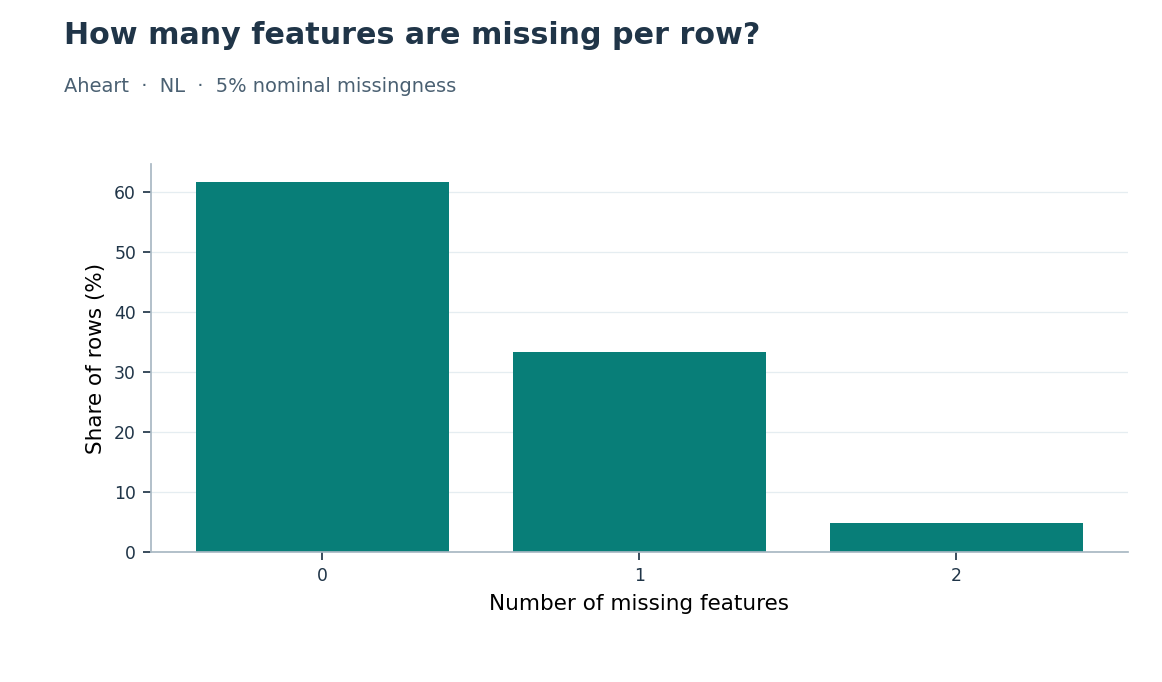 How many features are missing per row?
Aheart · NL · 5% nominal missingness
Share of rows (%)
60
50
40
30
20
10
0
0 1 2
Number of missing features